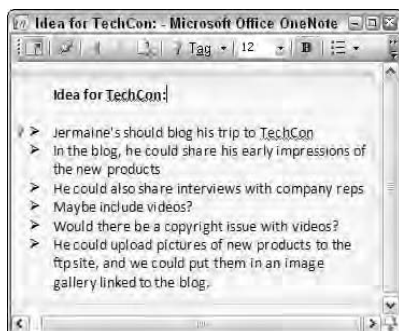 Idea for TechCon: - Microsoft Office OneNote
Tag 12 B
Idea for TechCon:
➤ Jermaine's should blog his trip to TechCon
➤ In the blog, he could share his early impressions of
the new products
➤ He could also share interviews with company reps
➤ Maybe include videos?
➤ Would there be a copyright issue with videos?
➤ He could upload pictures of new products to the
ftpsite, and we could put them in an image
gallery linked to the blog.